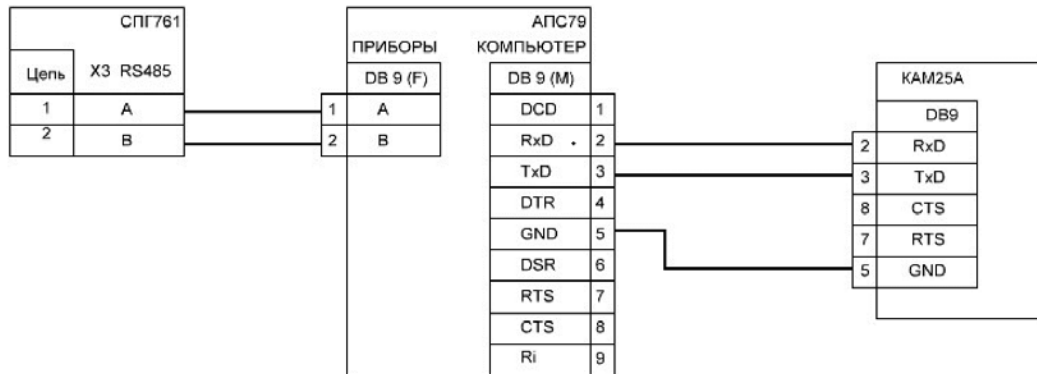 СПГ761
Цепь
X3 RS485
1
A
2
B
АПС79
ПРИБОРЫ
КОМПЬЮТЕР
DB 9 (F)
DB 9 (M)
1
A
2
B
DCD
1
RxD
2
TxD
3
DTR
4
GND
5
DSR
6
RTS
7
CTS
8
Ri
9
КАМ25А
DB9
2
RxD
3
TxD
8
CTS
7
RTS
5
GND